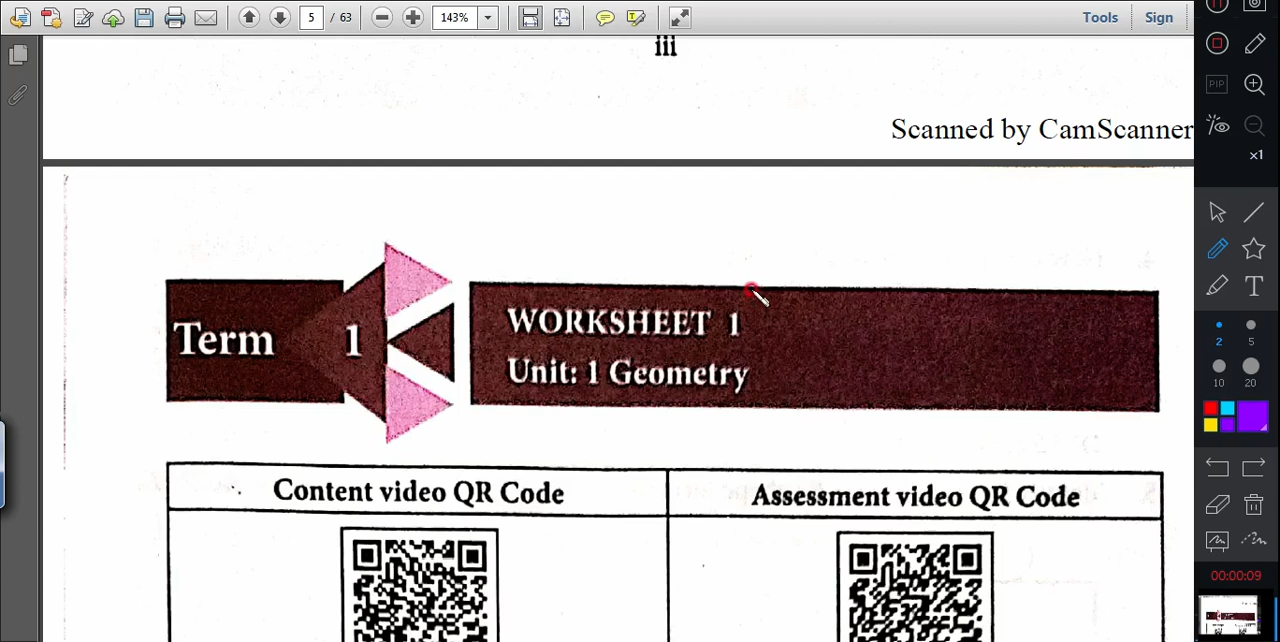 5 / 63
143%
Tools
Sign
iii
Scanned by CamScanner
PIP
x1
Term 1
WORKSHEET 1
Unit: 1 Geometry
2
5
10
20
Content video QR Code
Assessment video QR Code
00:00:09